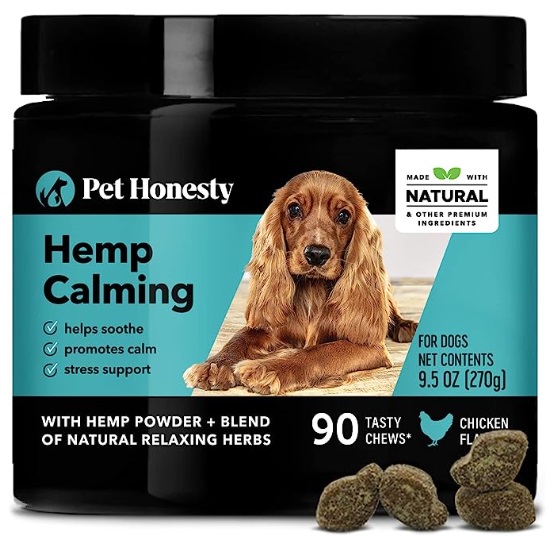 Pet Honesty
MADE WITH
NATURAL
& OTHER PREMIUM
INGREDIENTS
Hemp
Calming
helps soothe
promotes calm
stress support
FOR DOGS
NET CONTENTS
9.5 OZ (270g)
WITH HEMP POWDER + BLEND
OF NATURAL RELAXING HERBS
90 TASTY
CHEWS*
CHICKEN